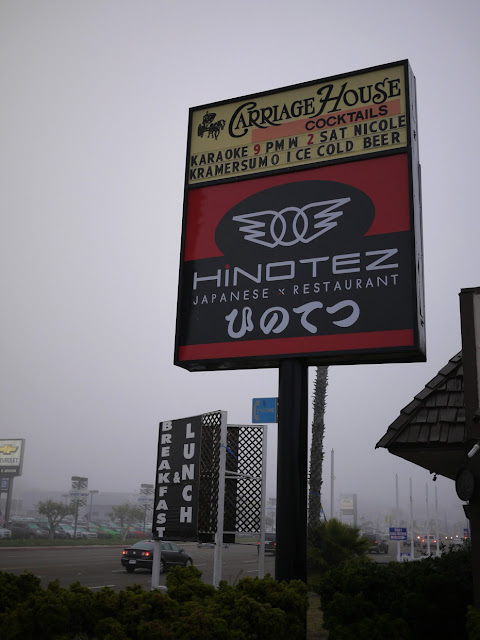 CARRIAGE HOUSE
COCKTAILS
KARAOKE 9 PM W 2 SAT NICOLE
KRAMERSUMO ICE COLD BEER
HINOTEZ
JAPANESE x RESTAURANT
ひのてつ
BREAKFAST
&
LUNCH
CHEVROLET